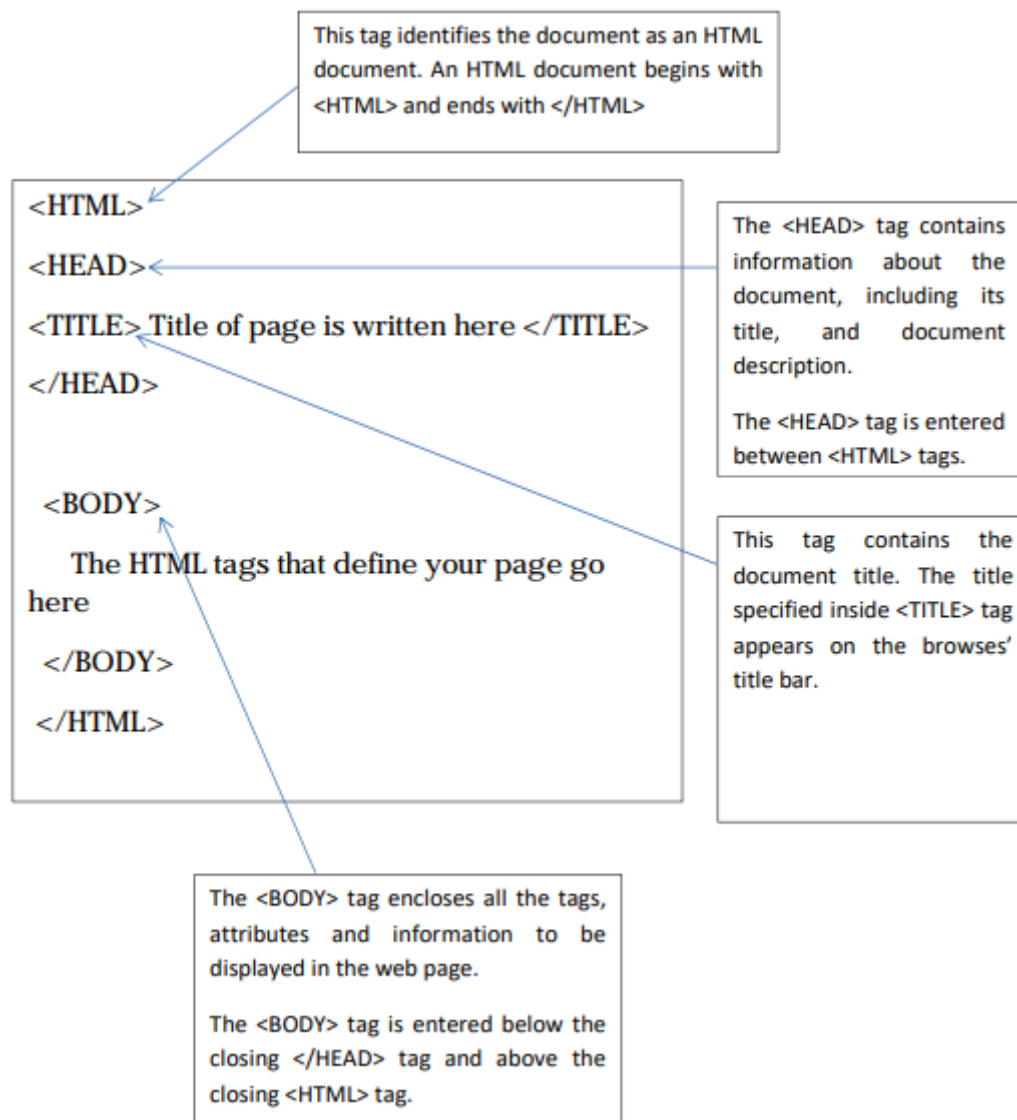 This tag identifies the document as an HTML
document. An HTML document begins with
<HTML> and ends with </HTML>
<HTML>
<HEAD>
<TITLE> Title of page is written here </TITLE>
</HEAD>
<BODY>
The HTML tags that define your page go
here
</BODY>
</HTML>
The <HEAD> tag contains
information about the
document, including its
title, and document
description.
The <HEAD> tag is entered
between <HTML> tags.
This tag contains the
document title. The title
specified inside <TITLE> tag
appears on the browses’
title bar.
The <BODY> tag encloses all the tags,
attributes and information to be
displayed in the web page.
The <BODY> tag is entered below the
closing </HEAD> tag and above the
closing <HTML> tag.